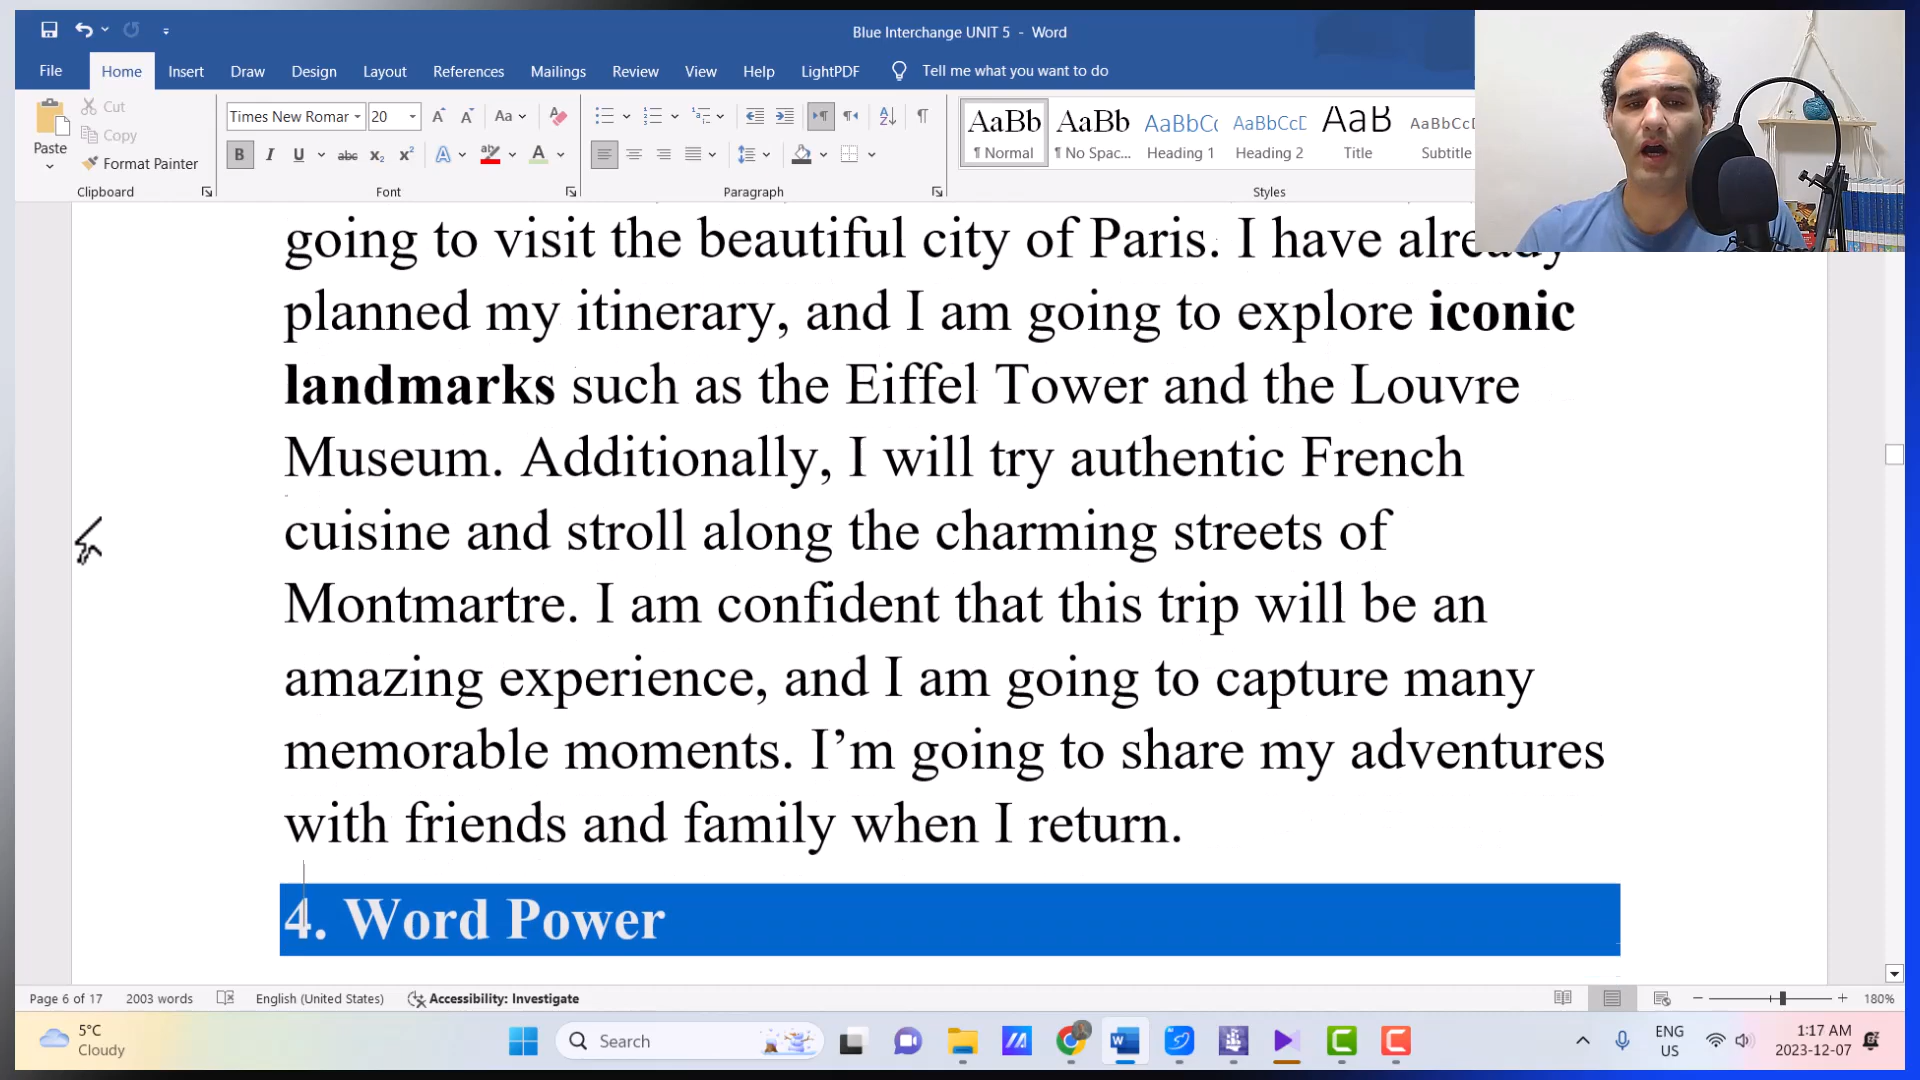 Blue Interchange UNIT 5 - Word
File Home Insert Draw Design Layout References Mailings Review View Help LightPDF Tell me what you want to do
Paste
Cut
Copy
Format Painter
Clipboard
Times New Romar 20
Font
Paragraph
AaBb AaBb AaBbCc AaBbCcD AaB AaBbCcD
¶ Normal ¶ No Spac... Heading 1 Heading 2 Title Subtitle
Styles
going to visit the beautiful city of Paris. I have already
planned my itinerary, and I am going to explore iconic
landmarks such as the Eiffel Tower and the Louvre
Museum. Additionally, I will try authentic French
cuisine and stroll along the charming streets of
Montmartre. I am confident that this trip will be an
amazing experience, and I am going to capture many
memorable moments. I’m going to share my adventures
with friends and family when I return.
4. Word Power
Page 6 of 17 2003 words English (United States) Accessibility: Investigate 180%
5°C
Cloudy
Search
ENG
US
1:17 AM
2023-12-07